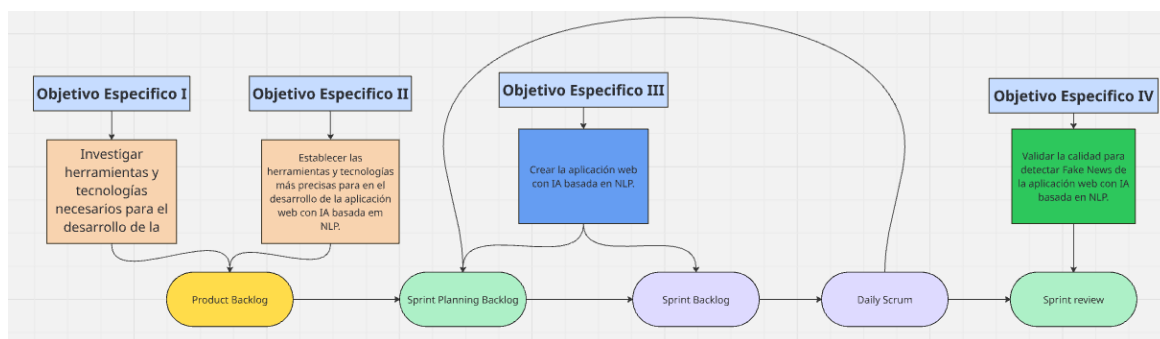 Objetivo Especifico I
Investigar
herramientas y
tecnologías
necesarios para el
desarrollo de la
Objetivo Especifico II
Establecer las
herramientas y tecnologías
más precisas para en el
desarrollo de la aplicación
web con IA basada em
NLP.
Objetivo Especifico III
Crear la aplicación web
con IA basada en NLP.
Objetivo Especifico IV
Validar la calidad para
detectar Fake News de
la aplicación web con IA
basada en NLP.
Product Backlog
Sprint Planning Backlog
Sprint Backlog
Daily Scrum
Sprint review